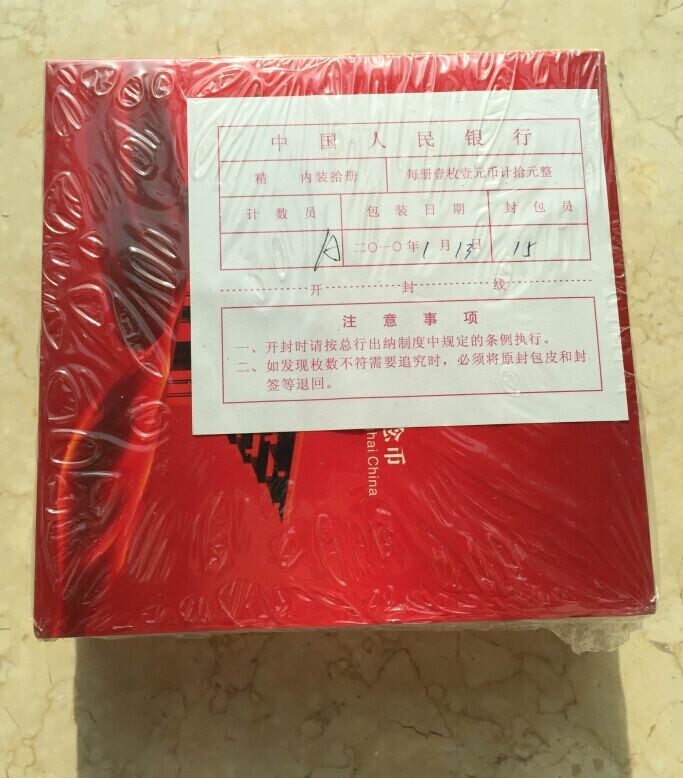 中国人民银行
精 内装拾册 每册壹枚壹元币计拾元整
计数员 包装日期 封包员
A 二〇一〇年1月13日 15
开封线
注意事项
一、开封时请按总行出纳制度中规定的条例执行。
二、如发现枚数不符需要追究时，必须将原封包皮和封
签等退回。
念币
hai China